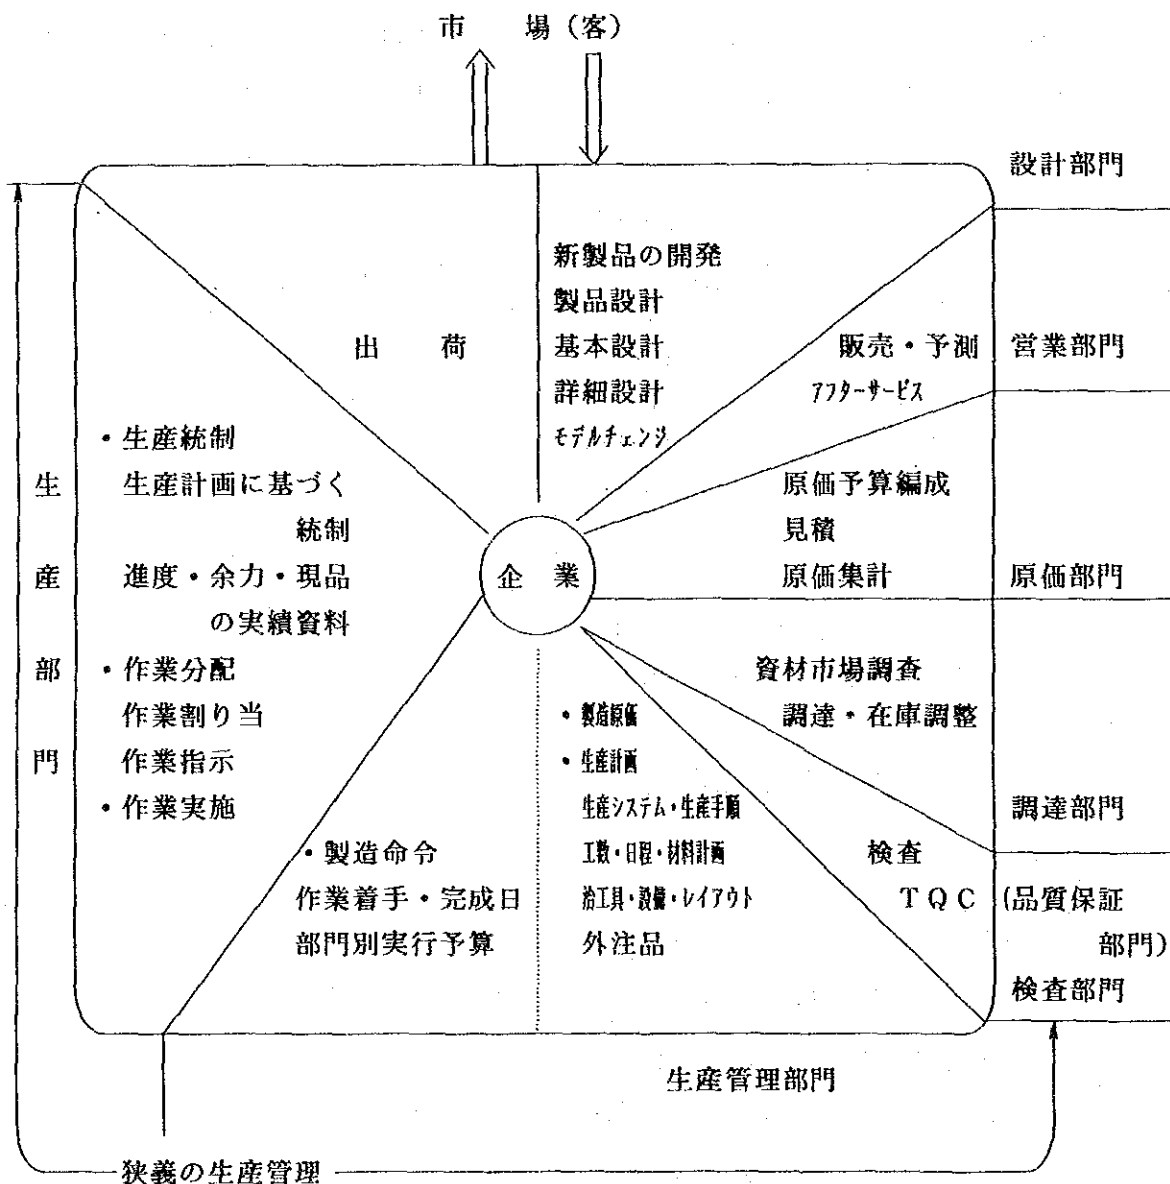 市　場（客）
設計部門
新製品の開発
製品設計
基本設計
詳細設計
モデルチェンジ
出　荷
販売・予測
アフターサービス
営業部門
原価予算編成
見積
原価集計
原価部門
企　業
生産部門
・生産統制
生産計画に基づく
統制
進度・余力・現品
の実績資料
・作業分配
作業割り当
作業指示
・作業実施
資材市場調査
調達・在庫調整
調達部門
・製造原価
・生産計画
生産システム・生産手順
工数・日程・材料計画
治工具・設備・レイアウト
外注品
・製造命令
作業着手・完成日
部門別実行予算
検査
ＴＱＣ
(品質保証
部門)
検査部門
生産管理部門
狭義の生産管理